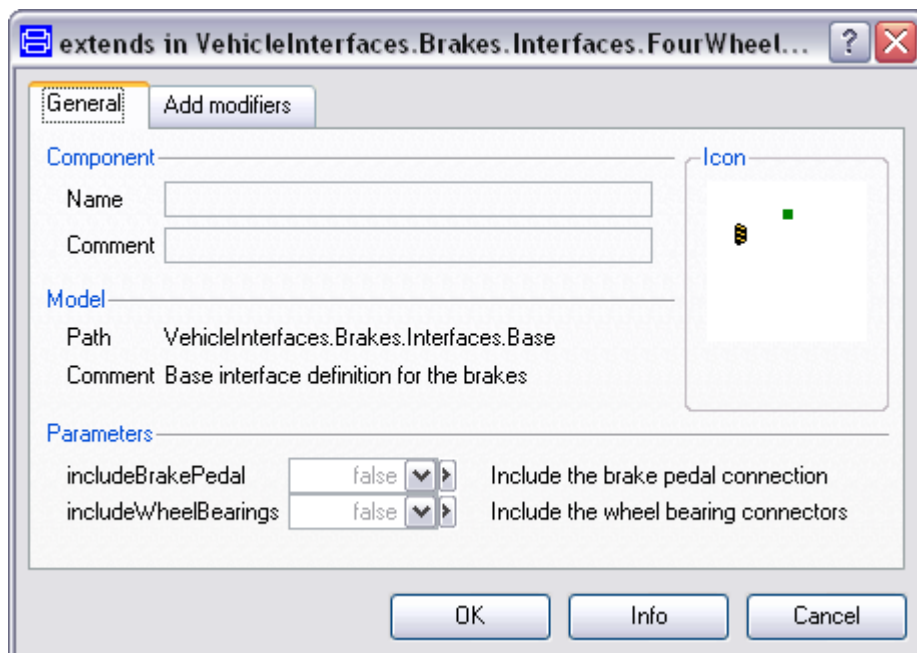 extends in VehicleInterfaces.Brakes.Interfaces.FourWheel... ?
General Add modifiers
Component Icon
Name
Comment
Model
Path VehicleInterfaces.Brakes.Interfaces.Base
Comment Base interface definition for the brakes
Parameters
includeBrakePedal false Include the brake pedal connection
includeWheelBearings false Include the wheel bearing connectors
OK Info Cancel